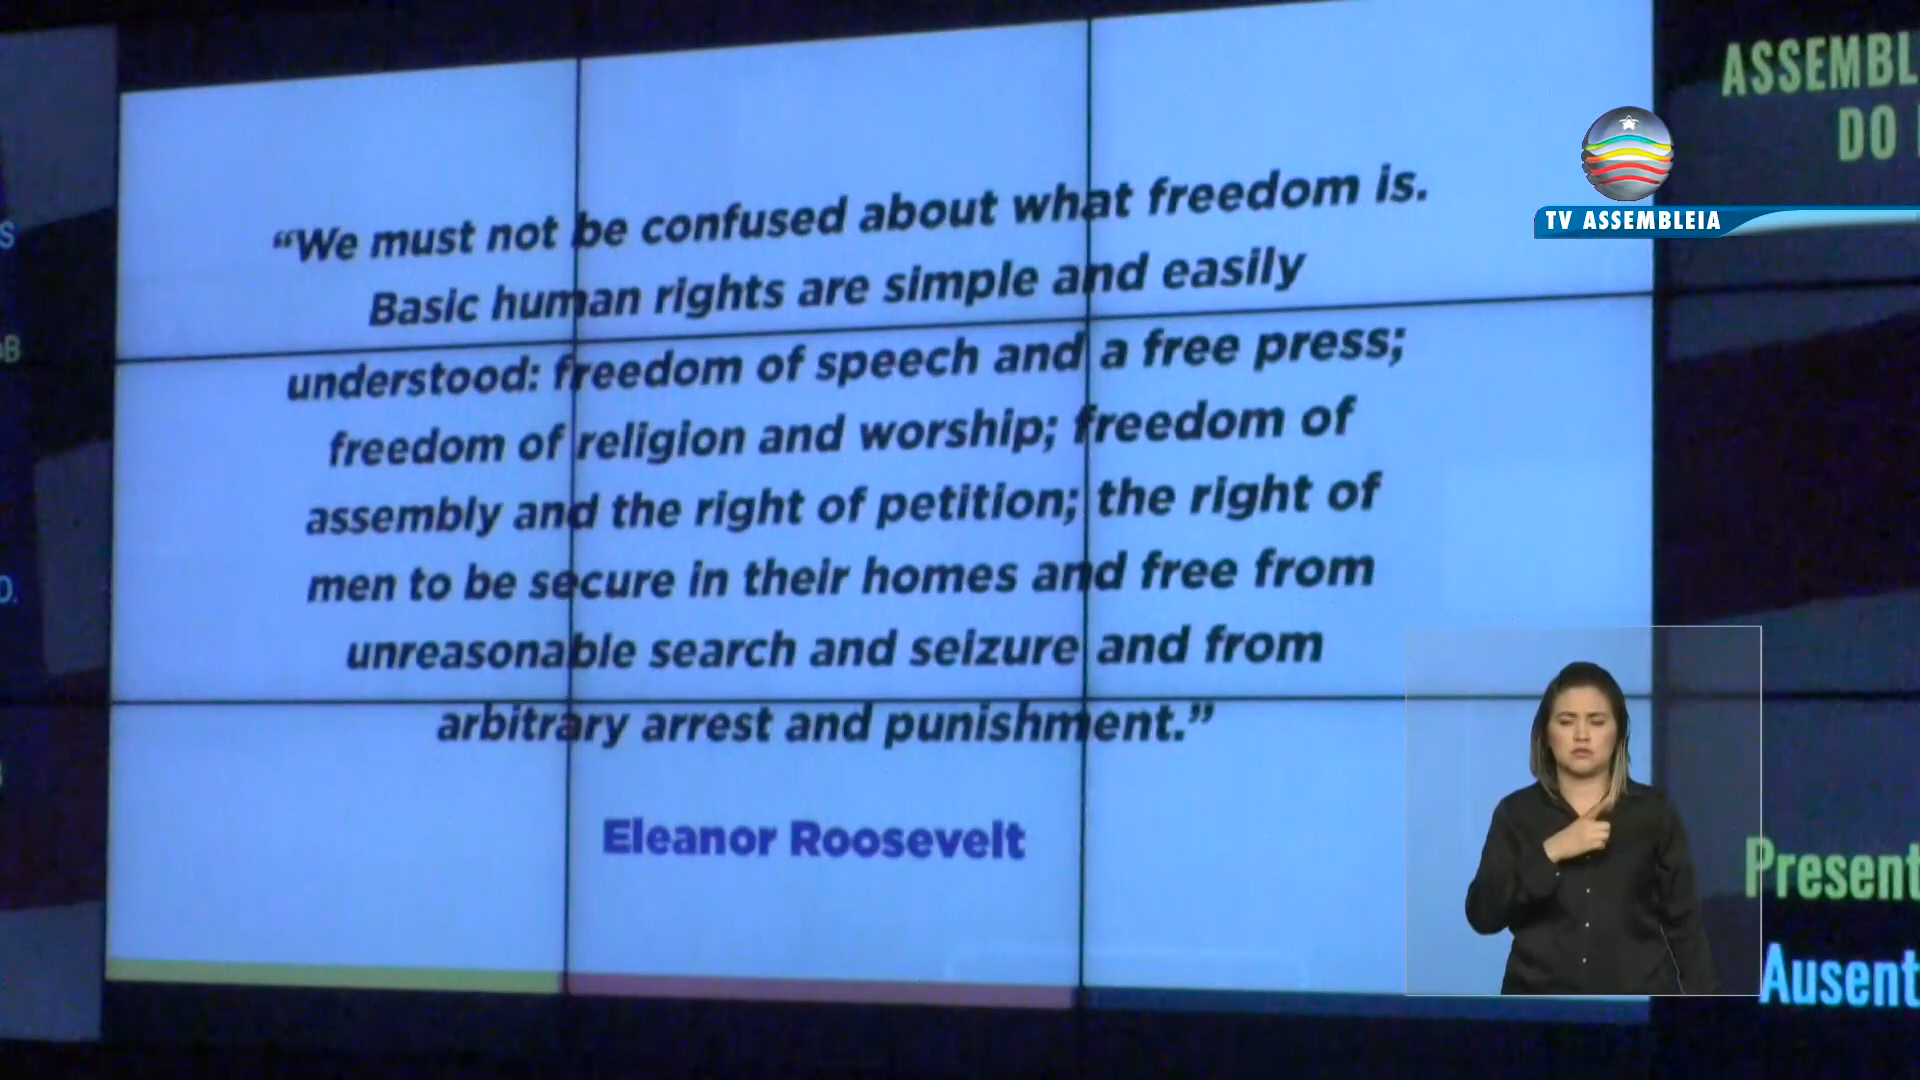 “We must not be confused about what freedom is.
Basic human rights are simple and easily
understood: freedom of speech and a free press;
freedom of religion and worship; freedom of
assembly and the right of petition; the right of
men to be secure in their homes and free from
unreasonable search and seizure and from
arbitrary arrest and punishment.”
Eleanor Roosevelt
TV ASSEMBLEIA
DO